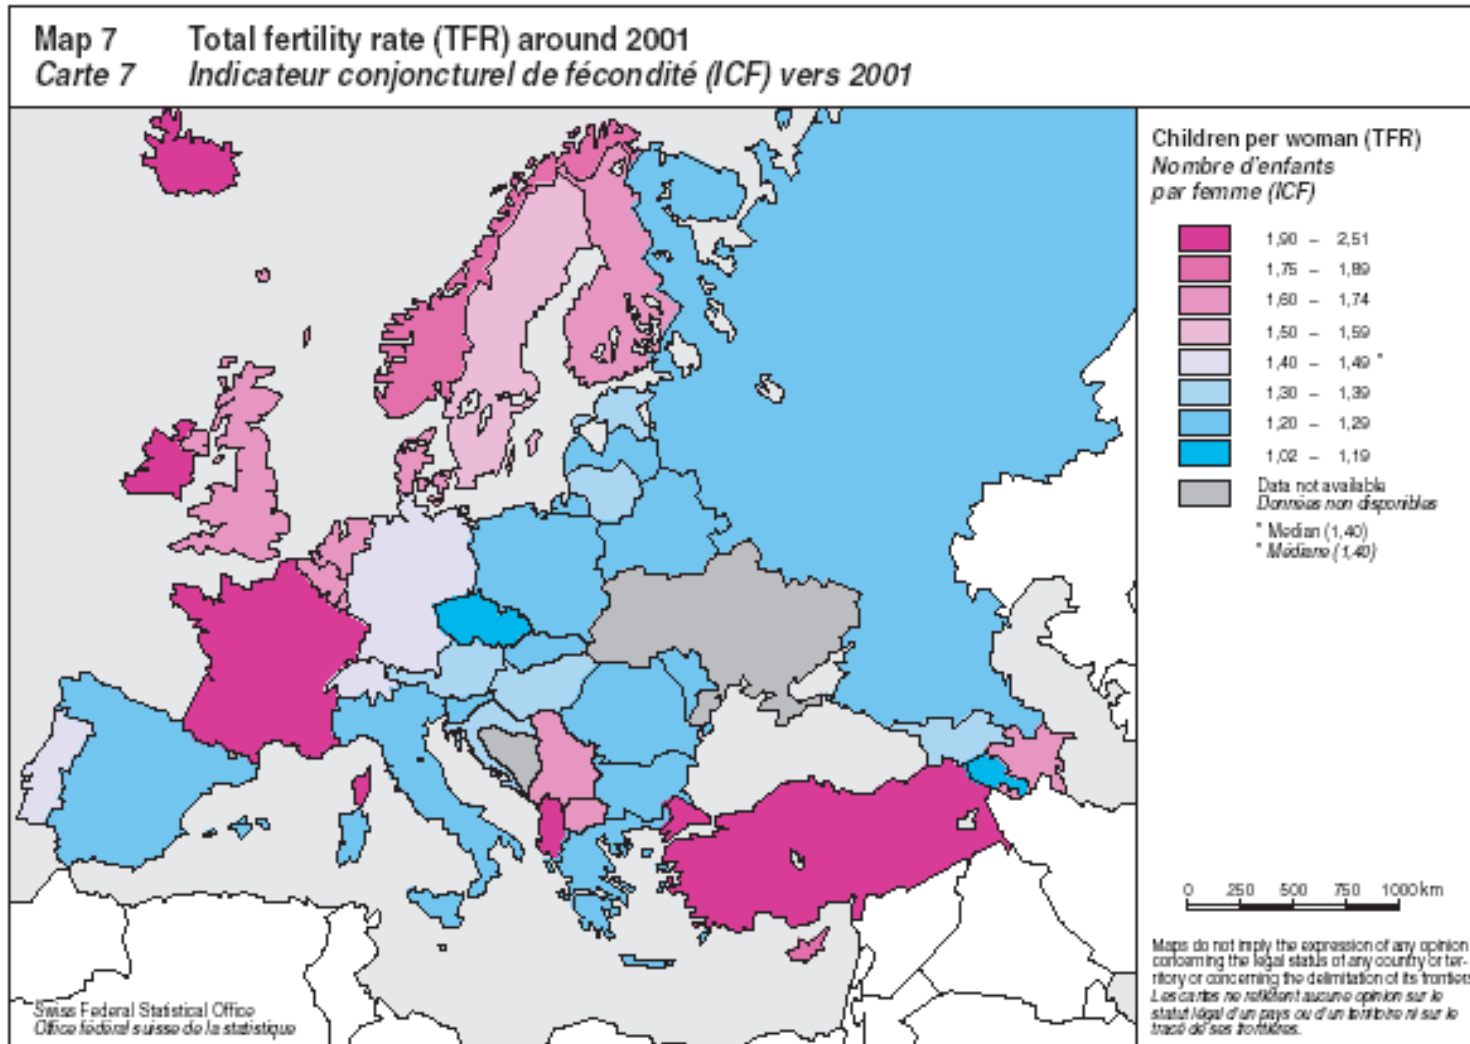 Map 7 Total fertility rate (TFR) around 2001
Carte 7 Indicateur conjoncturel de fécondité (ICF) vers 2001
Children per woman (TFR)
Nombre d'enfants
par femme (ICF)
1,90 – 2,51
1,75 – 1,89
1,60 – 1,74
1,50 – 1,59
1,40 – 1,49 *
1,30 – 1,39
1,20 – 1,29
1,02 – 1,19
Data not available
Données non disponibles
* Median (1,40)
* Médiane (1,40)
0 250 500 750 1000 km
Maps do not imply the expression of any opinion
concerning the legal status of any country or ter-
ritory or concerning the delimitation of its frontiers
Les cartes ne reflètent aucune opinion sur le
statut légal d'un pays ou d'un territoire ni sur le
tracé de ses frontières.
Swiss Federal Statistical Office
Office fédéral suisse de la statistique